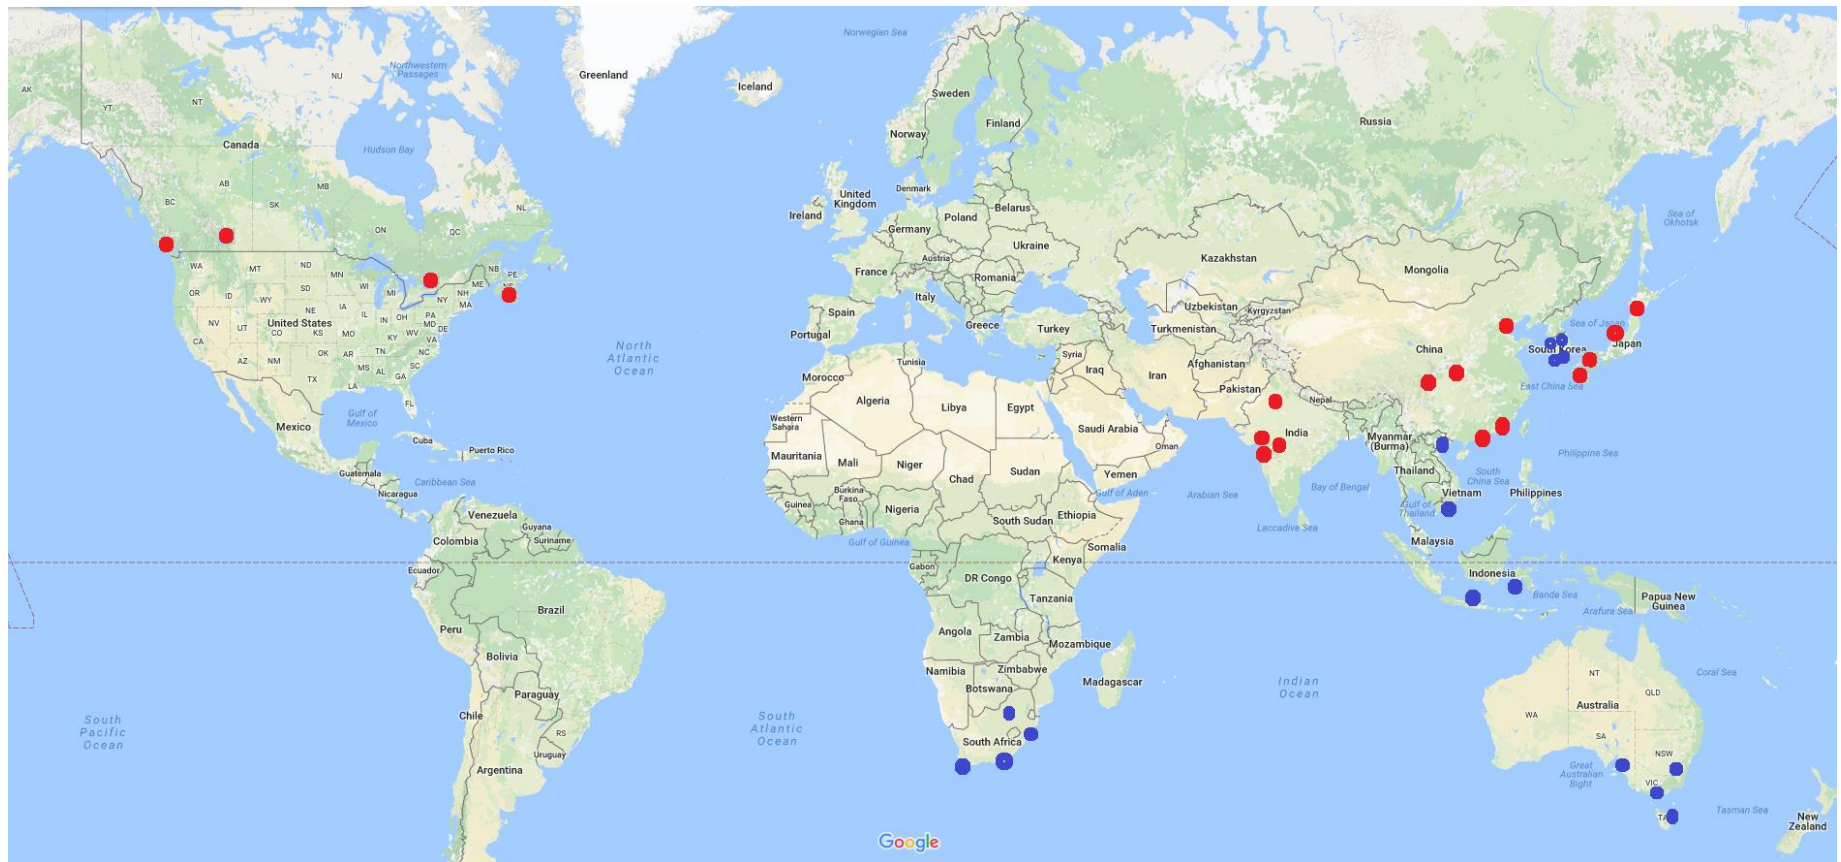 Norwegian Sea
Greenland
Iceland
Sweden
Finland
Norway
Russia
AK
YT
NT
NU
Northwestern
Passages
Canada
Hudson Bay
AB
BC
SK
MB
ON
QC
NL
NB
PE
NS
United
Kingdom
Ireland
Denmark
Belarus
Poland
Germany
Ukraine
Austria
France
Romania
Italy
Spain
Portugal
Greece
Turkey
Kazakhstan
Mongolia
Uzbekistan
Kyrgyzstan
Turkmenistan
Sea of
Okhotsk
Sea of Japan
Japan
South Korea
China
East China Sea
WA
MT
ND
MN
OR
ID
WY
SD
WI
MI
NY
ME
NH
MA
NV
UT
CO
NE
IA
IL
IN
OH
PA
MD
DE
CA
KS
MO
KY
WV
VA
AZ
NM
OK
AR
TN
NC
TX
LA
MS
AL
GA
SC
FL
United States
North
Atlantic
Ocean
Tunisia
Morocco
Algeria
Libya
Egypt
Western
Sahara
Mauritania
Mali
Niger
Chad
Sudan
Syria
Iraq
Iran
Afghanistan
Pakistan
Nepal
India
Saudi Arabia
Oman
Yemen
Gulf of Aden
Arabian Sea
Bay of Bengal
Laccadive Sea
Myanmar
(Burma)
Thailand
Gulf of
Thailand
Vietnam
South
China Sea
Philippines
Philippine Sea
Malaysia
Indonesia
Banda Sea
Arafura Sea
Papua New
Guinea
Gulf of
Mexico
Mexico
Cuba
Puerto Rico
Guatemala
Caribbean Sea
Nicaragua
Venezuela
Guyana
Suriname
Colombia
Ecuador
Peru
Brazil
Bolivia
Paraguay
Chile
RS
Uruguay
Argentina
Burkina
Faso
Guinea
Ghana
Nigeria
Gulf of Guinea
South Sudan
Ethiopia
Somalia
Kenya
Gabon
DR Congo
Tanzania
Angola
Zambia
Mozambique
Zimbabwe
Namibia
Botswana
Madagascar
South Africa
South
Pacific
Ocean
South
Atlantic
Ocean
Indian
Ocean
Coral Sea
NT
QLD
Australia
WA
SA
NSW
VIC
Great
Australian
Bight
Tasman Sea
New
Zealand
Google